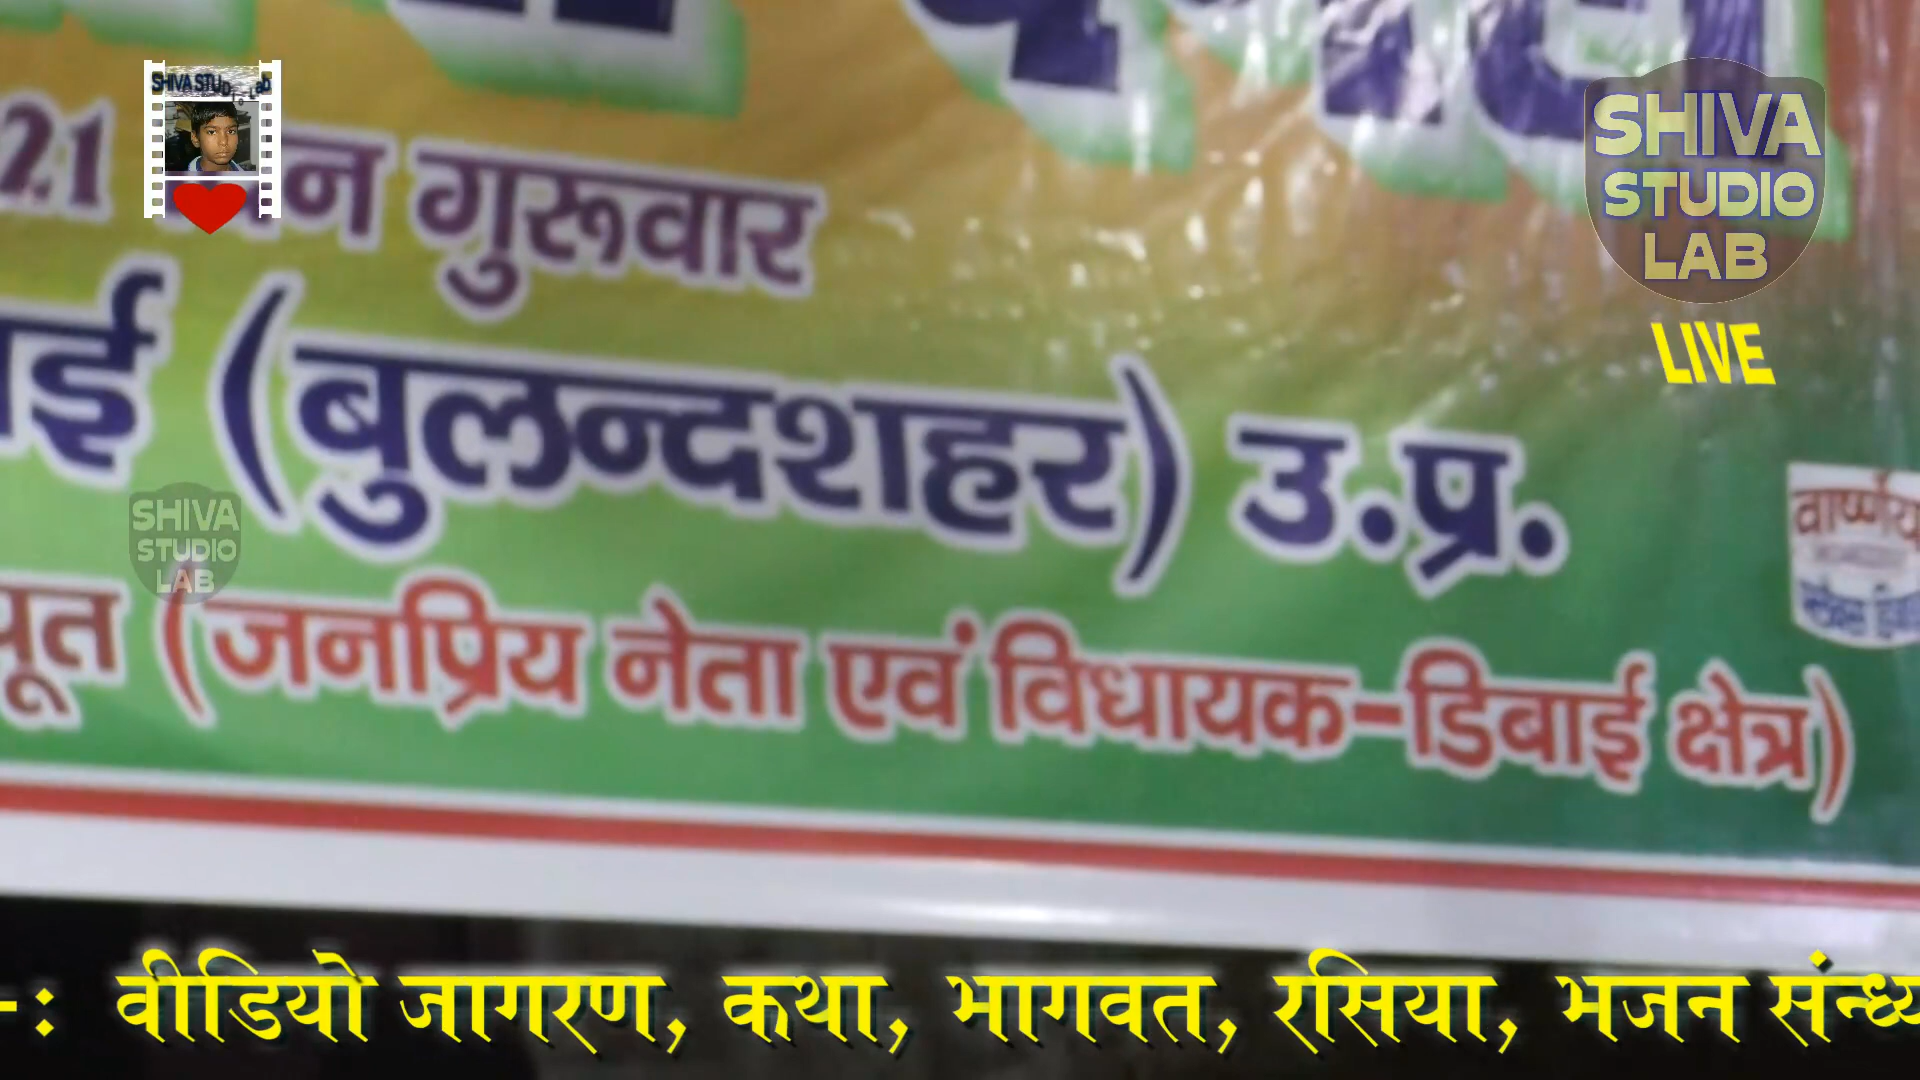 SHIVA STUDIO Lab
SHIVA
STUDIO
LAB
LIVE
21
गुरूवार
(बुलन्दशहर) उ.प्र.
SHIVA
STUDIO
LAB
वार्ष्णेय
(जनप्रिय नेता एवं विधायक-डिबाई क्षेत्र)
-: वीडियो जागरण, कथा, भागवत, रसिया, भजन संन्ध्य